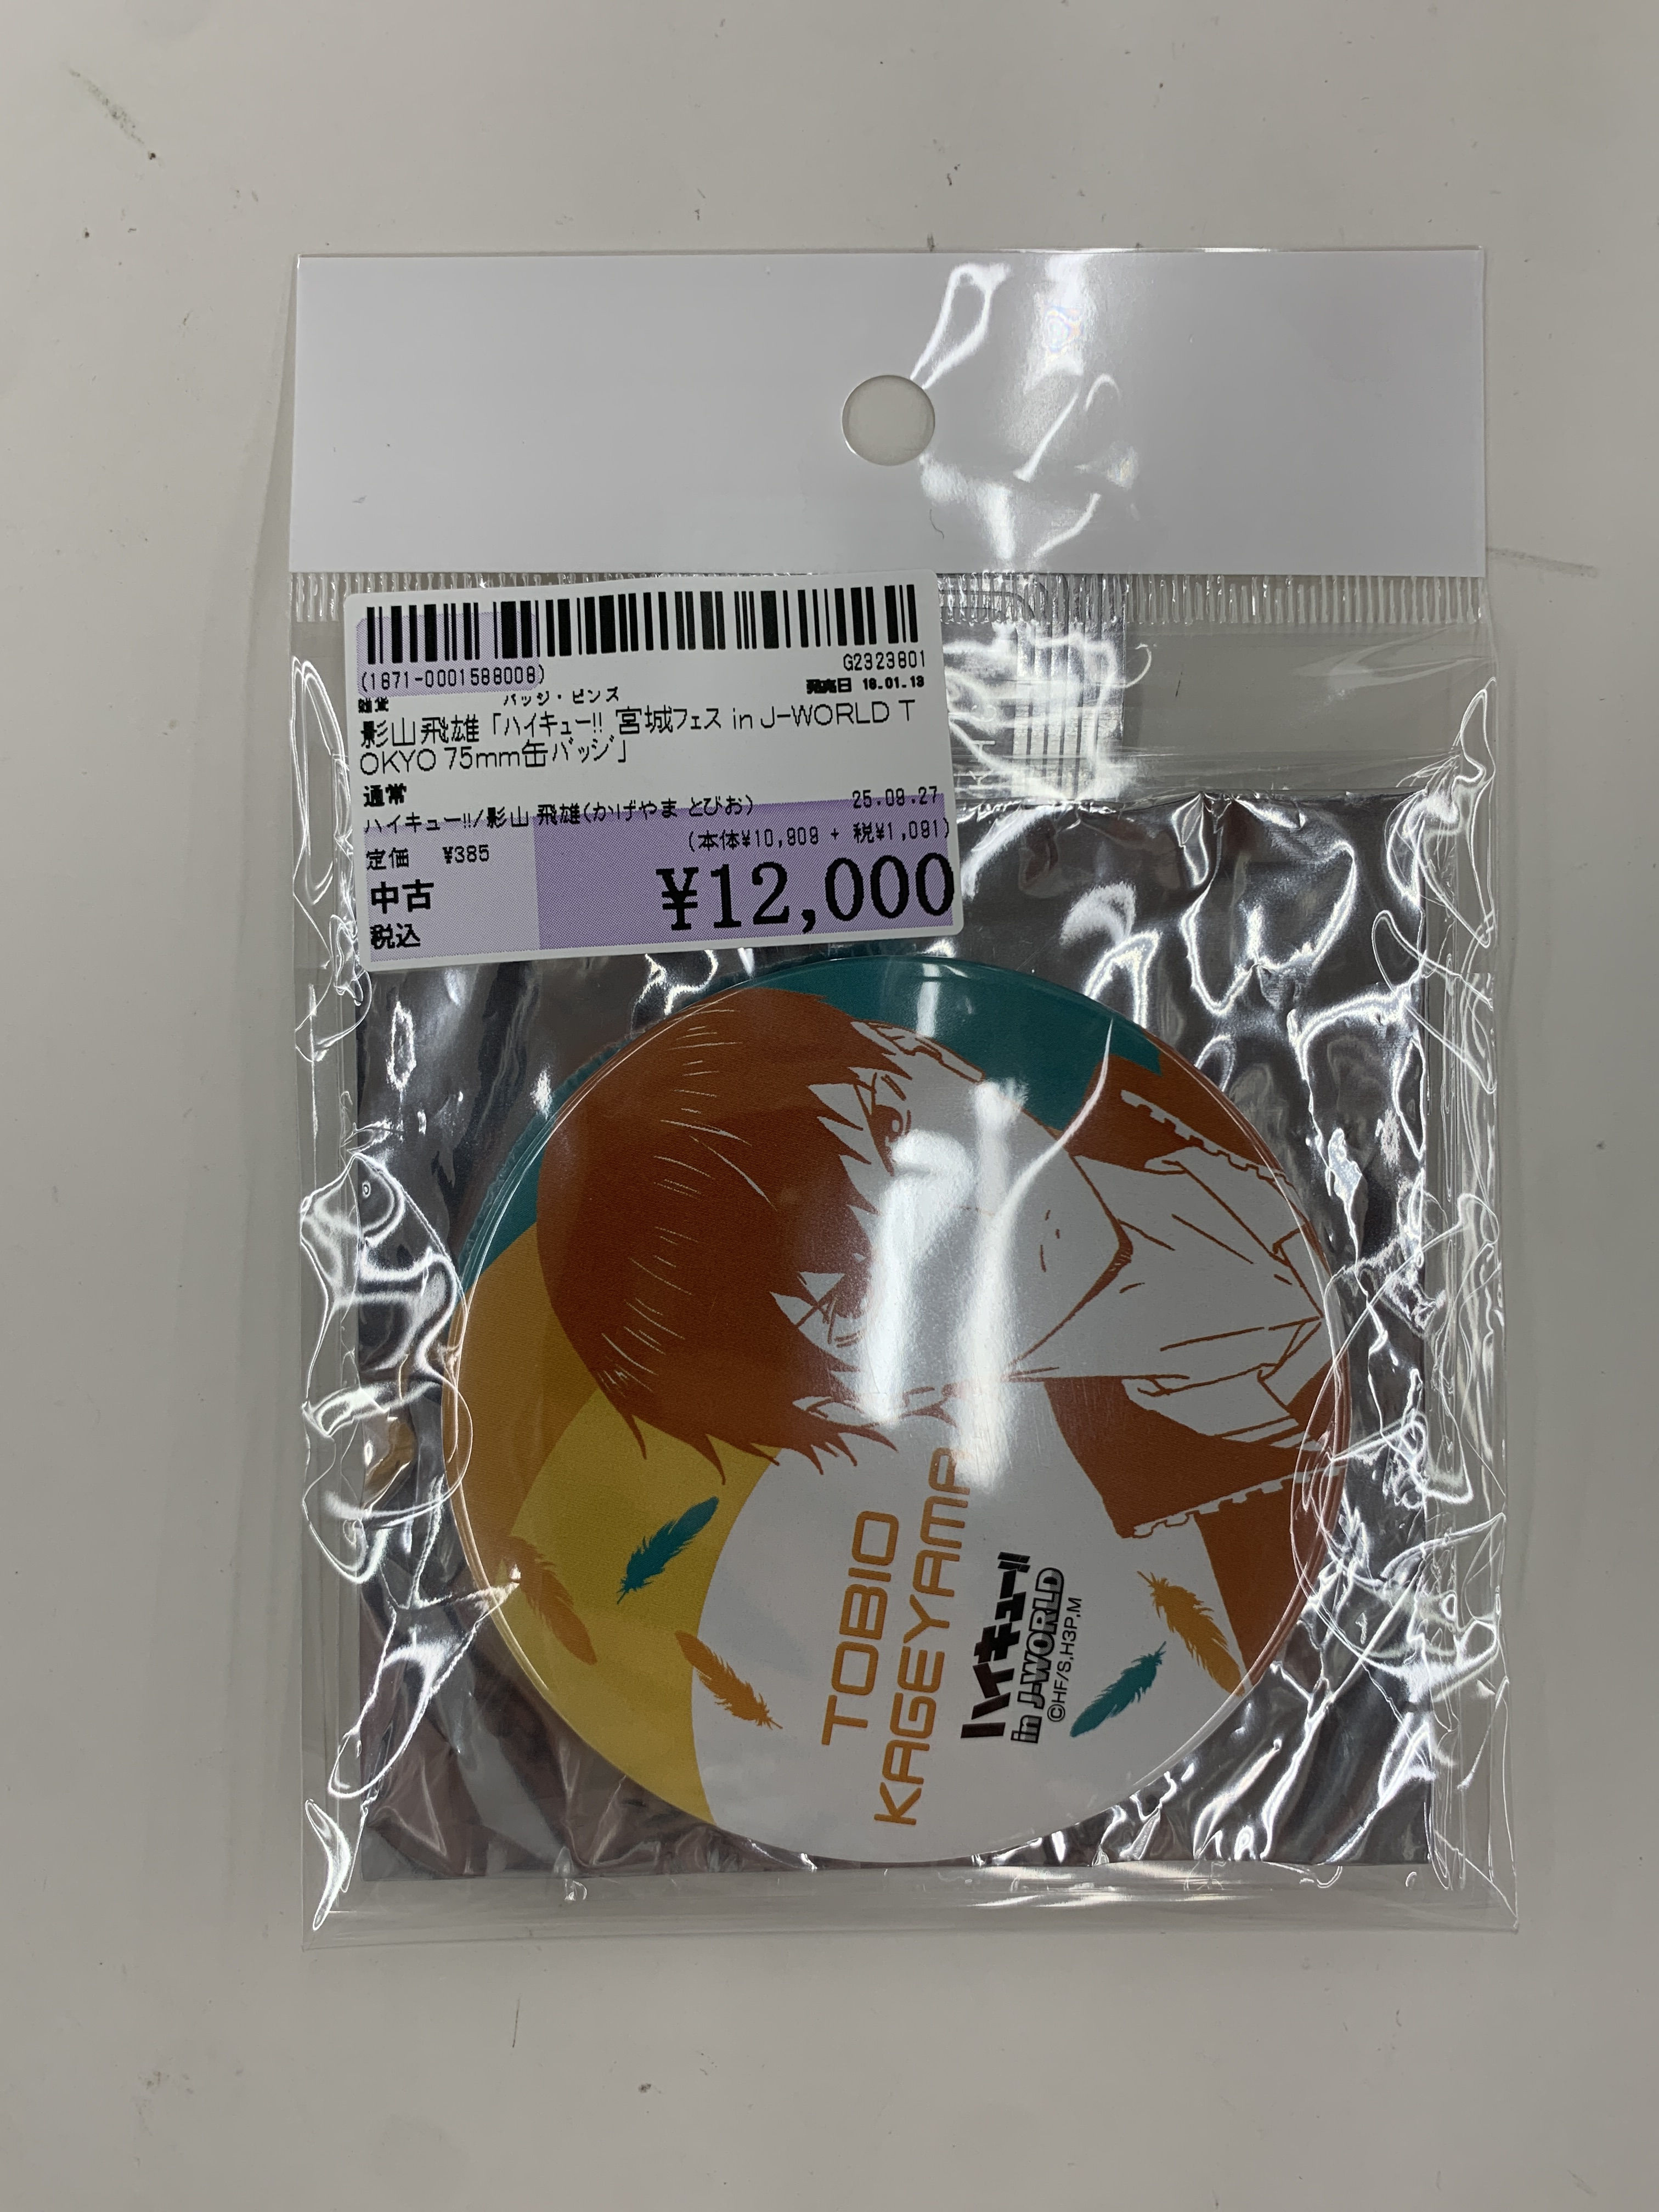 (1871-0001588008)
G2323801
雑貨
バッジ・ピンズ
発売日 18.01.13
影山飛雄「ハイキュー!! 宮城フェス in J-WORLD T
OKYO 75mm缶バッジ」
通常
25.09.27
ハイキュー!!/影山 飛雄(かげやま とびお)
(本体¥10,909 + 税¥1,091)
定価 ¥385
中古
税込
¥12,000
TOBIO
KAGEYAMA
ハイキュー!!
in J-WORLD
©HF/S,H3P,M